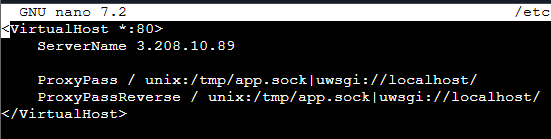 GNU nano 7.2 /etc
<VirtualHost *:80>
ServerName 3.208.10.89
ProxyPass / unix:/tmp/app.sock|uwsgi://localhost/
ProxyPassReverse / unix:/tmp/app.sock|uwsgi://localhost/
</VirtualHost>